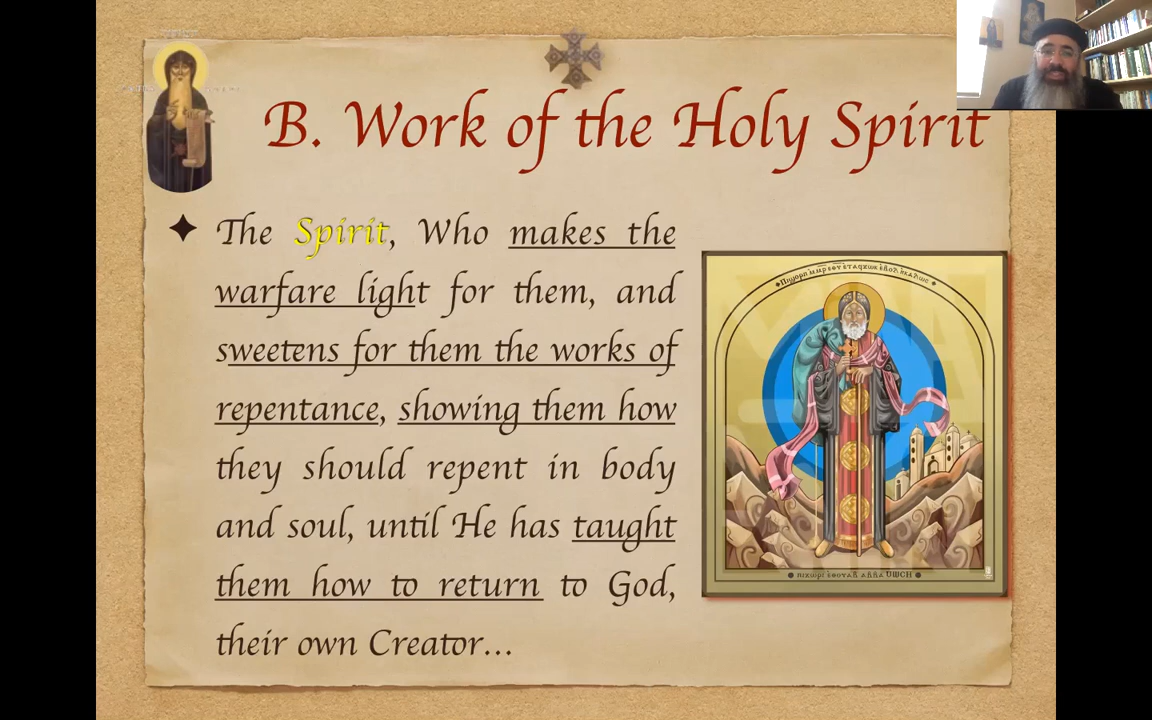 B. Work of the Holy Spirit
The Spirit, Who makes the
warfare light for them, and
sweetens for them the works of
repentance, showing them how
they should repent in body
and soul, until He has taught
them how to return to God,
their own Creator...